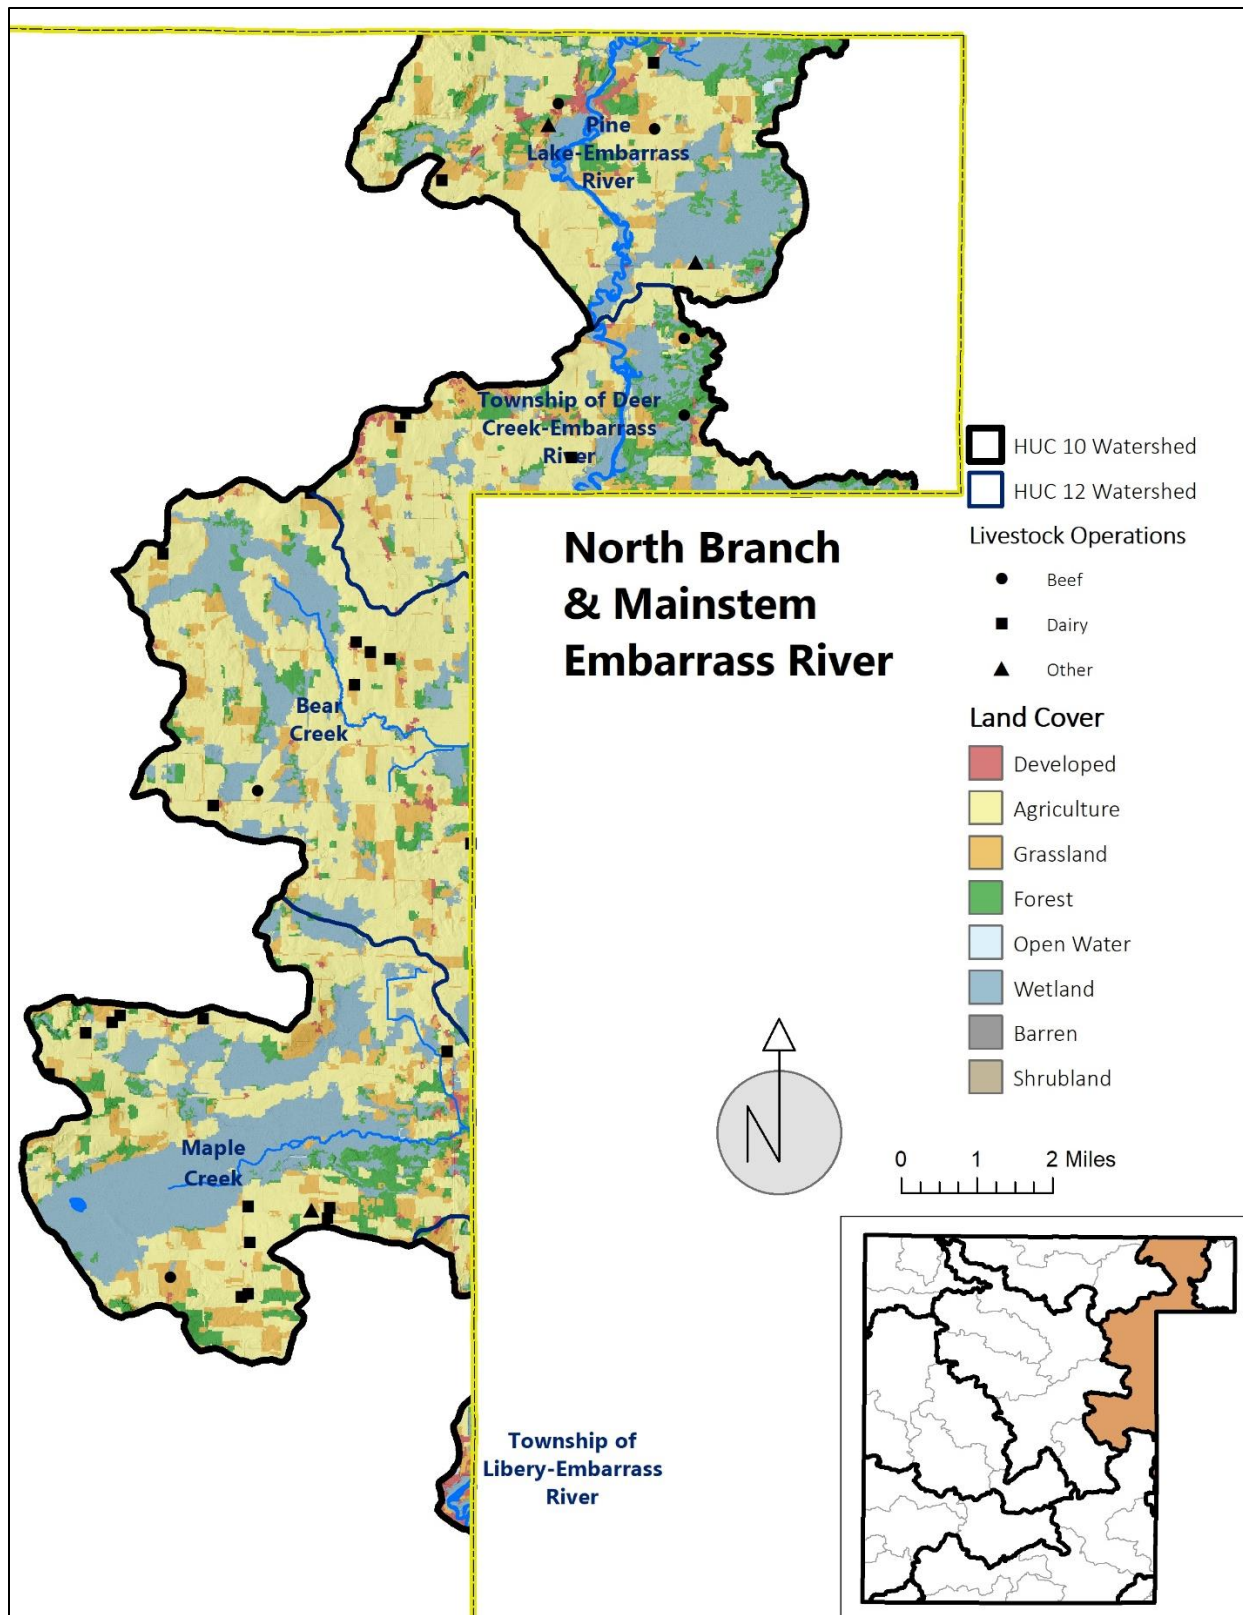 Pine
Lake-Embarrass
River
Township of Deer
Creek-Embarrass
River
North Branch
& Mainstem
Embarrass River
Bear
Creek
Maple
Creek
Township of
Libery-Embarrass
River
HUC 10 Watershed
HUC 12 Watershed
Livestock Operations
Beef
Dairy
Other
Land Cover
Developed
Agriculture
Grassland
Forest
Open Water
Wetland
Barren
Shrubland
N
0 1 2 Miles